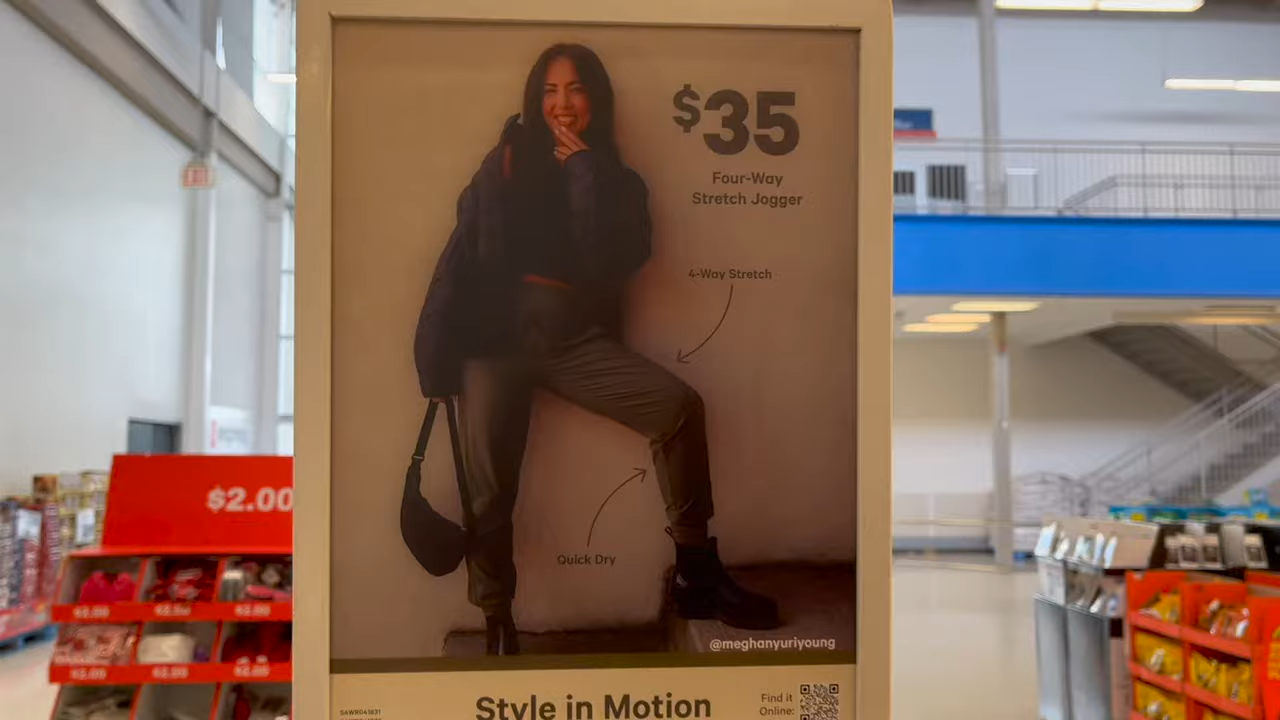 $35
Four-Way
Stretch Jogger
4-Way Stretch
Quick Dry
@meghanyuriyoung
Style in Motion
Find it
Online:
$2.00